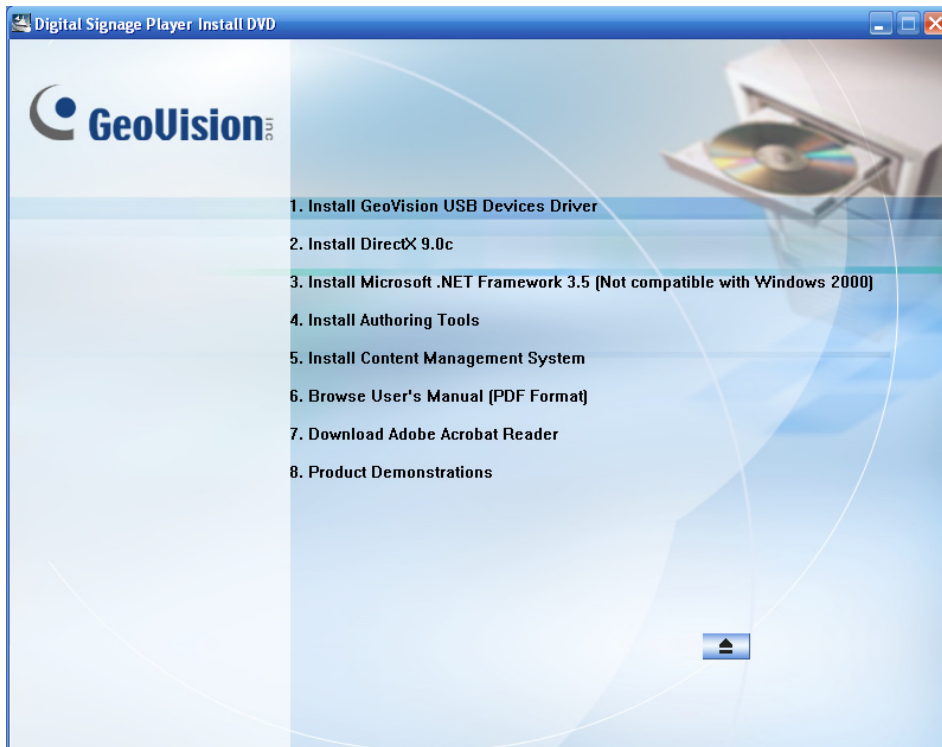 Digital Signage Player Install DVD
GeoVision inc
1. Install GeoVision USB Devices Driver
2. Install DirectX 9.0c
3. Install Microsoft .NET Framework 3.5 (Not compatible with Windows 2000)
4. Install Authoring Tools
5. Install Content Management System
6. Browse User's Manual (PDF Format)
7. Download Adobe Acrobat Reader
8. Product Demonstrations